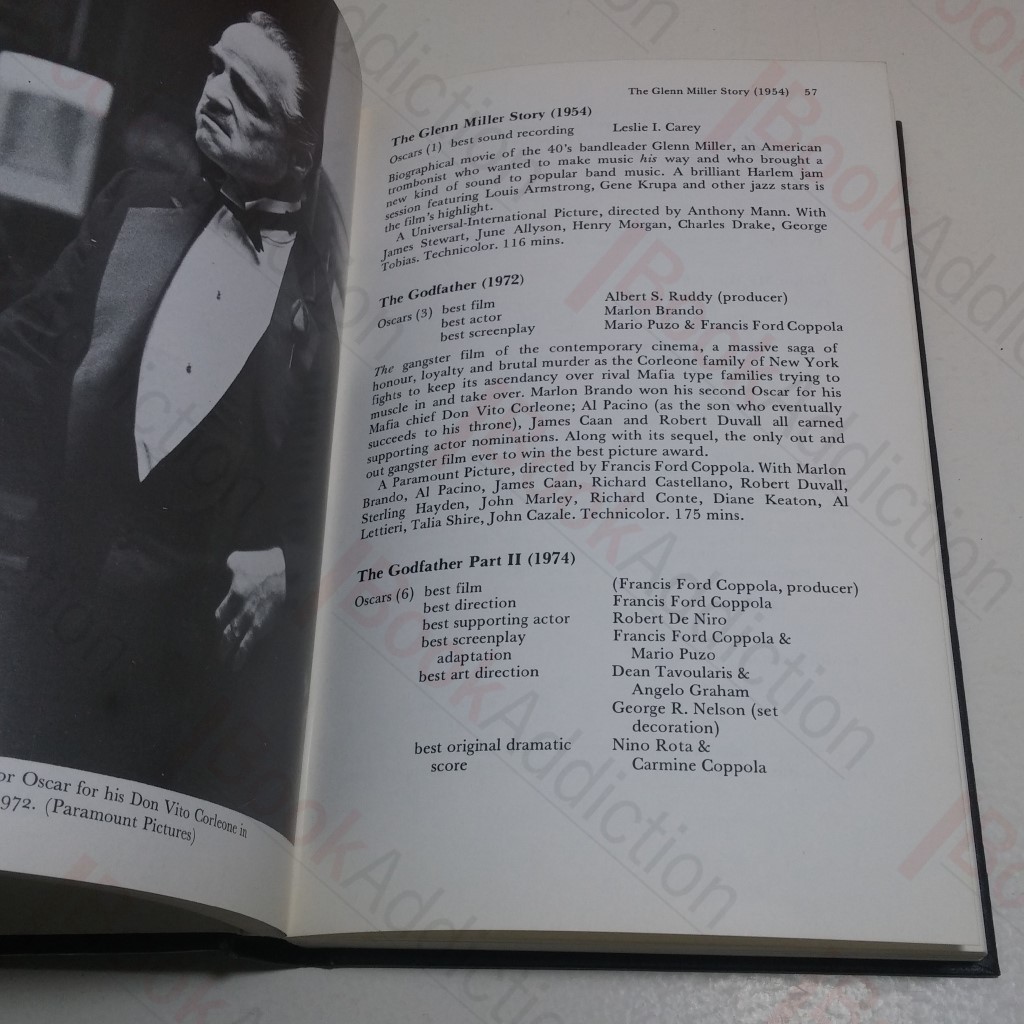 or Oscar for his Don Vito Corleone in
972. (Paramount Pictures)
The Glenn Miller Story (1954) 57
The Glenn Miller Story (1954)
Oscars (1) best sound recording Leslie I. Carey
Biographical movie of the 40's bandleader Glenn Miller, an American
trombonist who wanted to make music his way and who brought a
new kind of sound to popular band music. A brilliant Harlem jam
session featuring Louis Armstrong, Gene Krupa and other jazz stars is
the film's highlight.
A Universal-International Picture, directed by Anthony Mann. With
James Stewart, June Allyson, Henry Morgan, Charles Drake, George
Tobias. Technicolor. 116 mins.
The Godfather (1972)
Oscars (3) best film Albert S. Ruddy (producer)
best actor Marlon Brando
best screenplay Mario Puzo & Francis Ford Coppola
The gangster film of the contemporary cinema, a massive saga of
honour, loyalty and brutal murder as the Corleone family of New York
fights to keep its ascendancy over rival Mafia type families trying to
muscle in and take over. Marlon Brando won his second Oscar for his
Mafia chief Don Vito Corleone; Al Pacino (as the son who eventually
succeeds to his throne), James Caan and Robert Duvall all earned
supporting actor nominations. Along with its sequel, the only out and
out gangster film ever to win the best picture award.
A Paramount Picture, directed by Francis Ford Coppola. With Marlon
Brando, Al Pacino, James Caan, Richard Castellano, Robert Duvall,
Sterling Hayden, John Marley, Richard Conte, Diane Keaton, Al
Lettieri, Talia Shire, John Cazale. Technicolor. 175 mins.
The Godfather Part II (1974)
Oscars (6) best film (Francis Ford Coppola, producer)
best direction Francis Ford Coppola
best supporting actor Robert De Niro
best screenplay Francis Ford Coppola &
adaptation Mario Puzo
best art direction Dean Tavoularis &
Angelo Graham
George R. Nelson (set
decoration)
best original dramatic Nino Rota &
score Carmine Coppola
BookAddiction